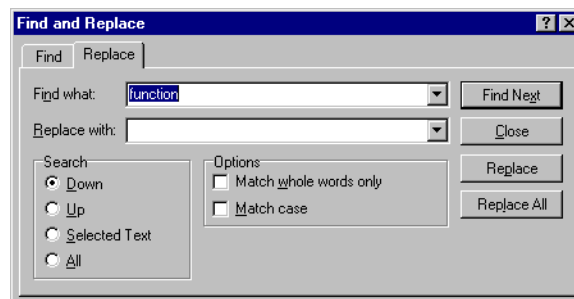 Find and Replace
Find Replace
Find what: function Find Next
Replace with: Close
Search Options Replace
Down Match whole words only
Up Match case Replace All
Selected Text
All